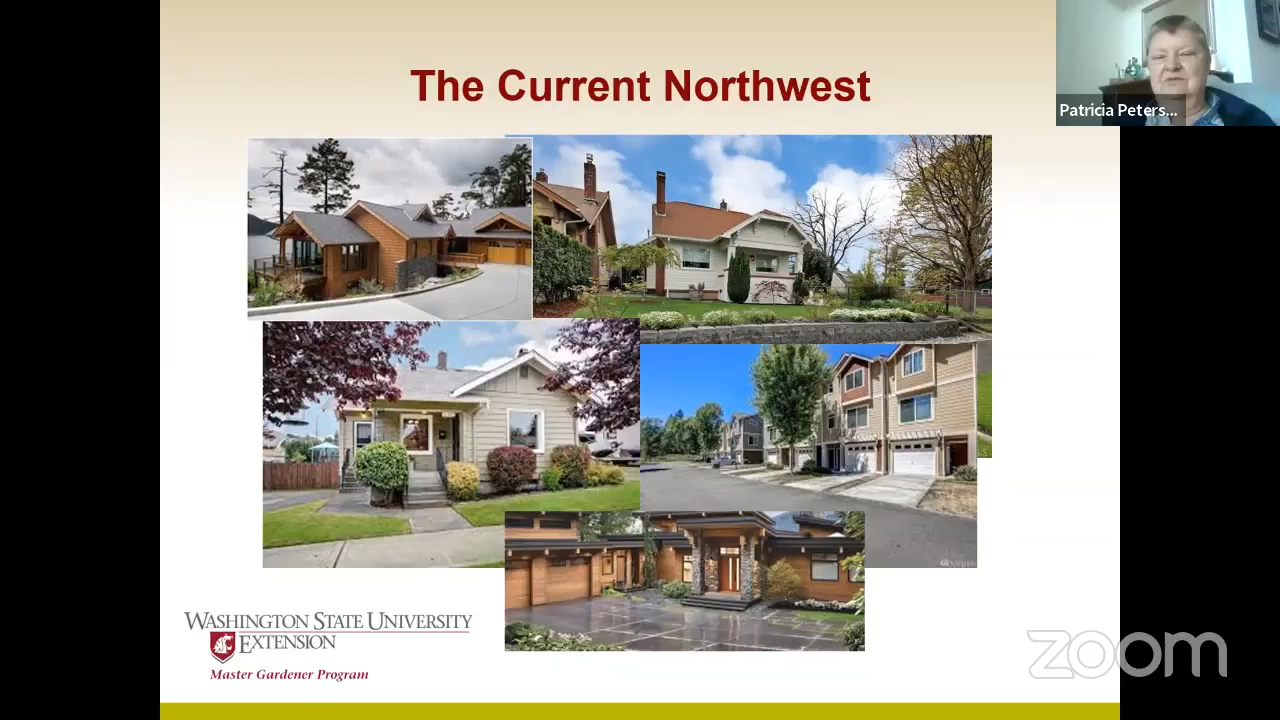 The Current Northwest
Patricia Peters...
WASHINGTON STATE UNIVERSITY
EXTENSION
Master Gardener Program
zoom